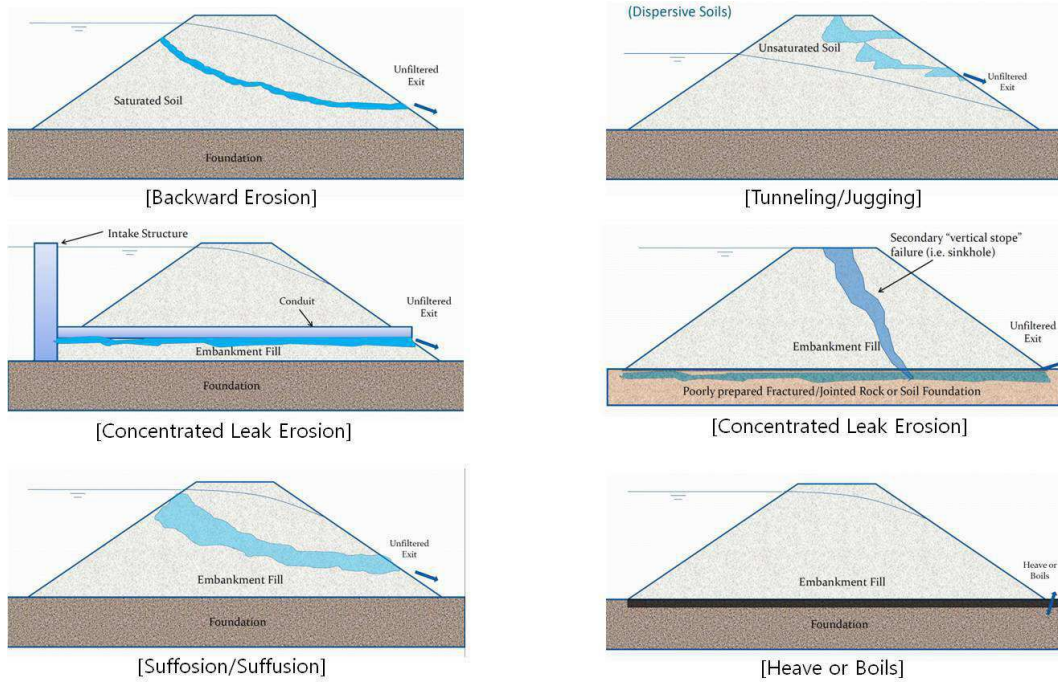 Unfiltered
Exit
Saturated Soil
Foundation
[Backward Erosion]
(Dispersive Soils)
Unsaturated Soil
Unfiltered
Exit
[Tunneling/Jugging]
Intake Structure
Unfiltered
Exit
Conduit
Embankment Fill
Foundation
[Concentrated Leak Erosion]
Secondary “vertical stope”
failure (i.e. sinkhole)
Unfiltered
Exit
Embankment Fill
Poorly prepared Fractured/Jointed Rock or Soil Foundation
[Concentrated Leak Erosion]
Unfiltered
Exit
Embankment Fill
Foundation
[Suffosion/Suffusion]
Heave or
Boils
Embankment Fill
Foundation
[Heave or Boils]